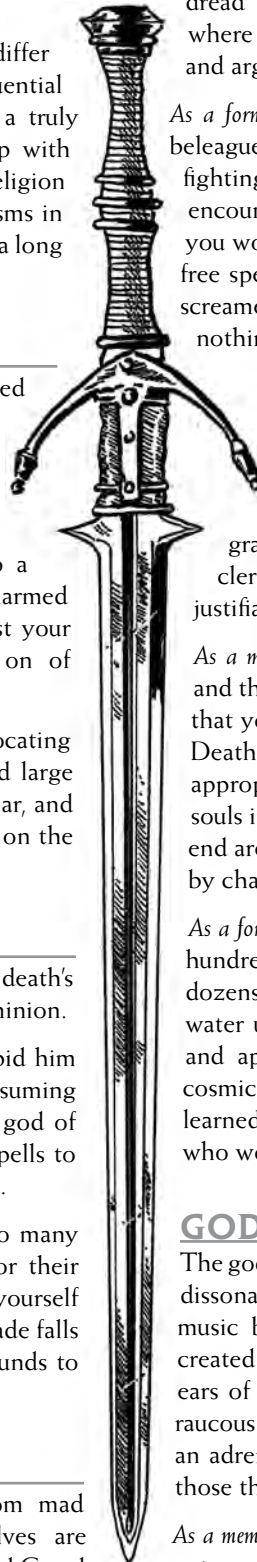 differ
uential
a truly
p with
eligion
sms in
a long
ed
a
armed
st your
on of
ocating
d large
ar, and
on the
death's
minion.
bid him
suming
god of
pells to
.
o many
or their
yourself
ade falls
unds to
om mad
lves are
dread
where
and arg
As a form
beleague
fighting
encour
you wo
free spe
screame
nothin
gra
cler
justifia
As a m
and th
that yo
Death
approp
souls i
end are
by cha
As a for
hundre
dozens
water u
and ap
cosmic
learned
who we
GOD
The god
dissona
music b
created
ears of
raucous
an adren
those th
As a mem